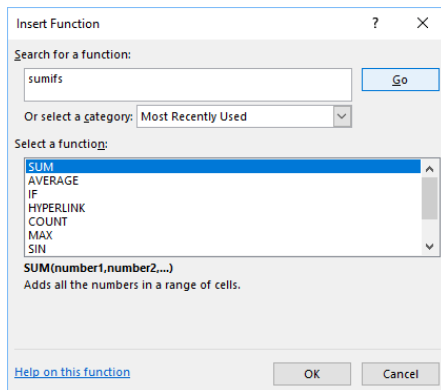 Insert Function
?
Search for a function:
sumifs
Go
Or select a category: Most Recently Used
Select a function:
SUM
AVERAGE
IF
HYPERLINK
COUNT
MAX
SIN
SUM(number1,number2,...)
Adds all the numbers in a range of cells.
Help on this function
OK
Cancel